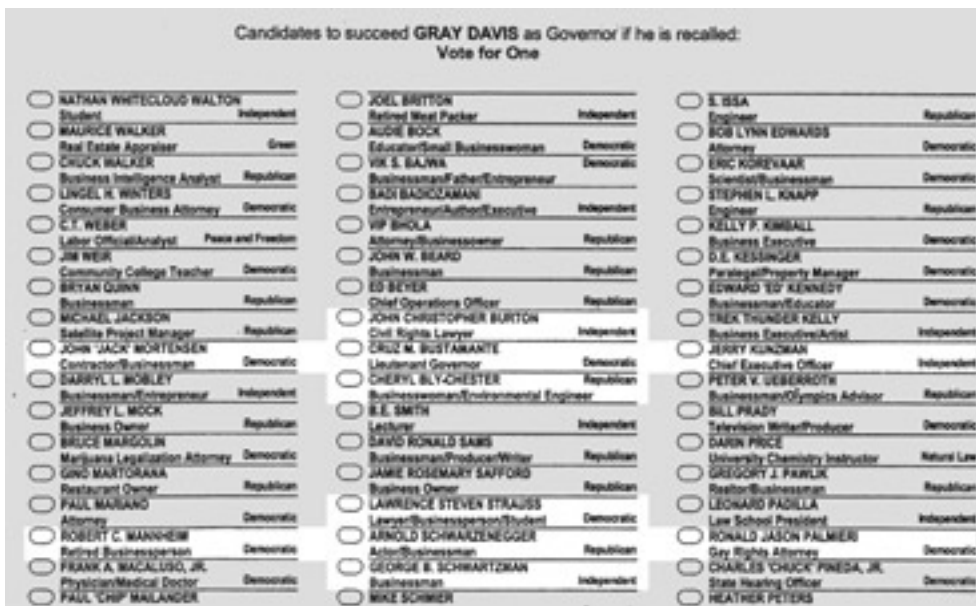 Candidates to succeed GRAY DAVIS as Governor if he is recalled:
Vote for One
NATHAN WHITECLOUD WALTON
Student Independent
MAURICE WALKER
Real Estate Appraiser Green
CHUCK WALKER
Business Intelligence Analyst Republican
LINGEL H. WINTERS
Consumer Business Attorney Democratic
C.T. WEBER
Labor Official/Analyst Peace and Freedom
JIM WEIR
Community College Teacher Democratic
BRYAN QUINN
Businessman Republican
MICHAEL JACKSON
Satellite Project Manager Republican
JOHN "JACK" MORTENSEN
Contractor/Businessman Democratic
DARRYL L. MOBLEY
Businessman/Entrepreneur Independent
JEFFREY L. MOCK
Business Owner Republican
BRUCE MARGOLIN
Marijuana Legalization Attorney Democratic
GINO MARTORANA
Restaurant Owner Republican
PAUL MARIANO
Attorney Democratic
ROBERT C. MANNHEIM
Retired Businessperson Democratic
FRANK A. MACALUSO, JR.
Physician/Medical Doctor Democratic
PAUL "CHIP" MAILANDER
JOEL BRITTON
Retired Meat Packer Independent
AUDIE BOCK
Educator/Small Businesswoman Democratic
VIK S. BAJWA Democratic
Businessman/Father/Entrepreneur
BADI BADIOZAMANI
Entrepreneur/Author/Executive Independent
VIP BHOLA
Attorney/Businessowner Republican
JOHN W. BEARD
Businessman Republican
ED BEYER
Chief Operations Officer Republican
JOHN CHRISTOPHER BURTON
Civil Rights Lawyer Independent
CRUZ M. BUSTAMANTE
Lieutenant Governor Democratic
CHERYL BLY-CHESTER Republican
Businesswoman/Environmental Engineer
B.E. SMITH
Lecturer Independent
DAVID RONALD SAMS
Businessman/Producer/Writer Republican
JAMIE ROSEMARY SAFFORD
Business Owner Republican
LAWRENCE STEVEN STRAUSS
Lawyer/Businessperson/Student Democratic
ARNOLD SCHWARZENEGGER
Actor/Businessman Republican
GEORGE B. SCHWARTZMAN
Businessman Independent
MIKE SCHMIER
S. ISSA
Engineer Republican
BOB LYNN EDWARDS
Attorney Democratic
ERIC KOREVAAR
Scientist/Businessman Democratic
STEPHEN L. KNAPP
Engineer Republican
KELLY P. KIMBALL
Business Executive Democratic
D.E. KESSINGER
Paralegal/Property Manager Democratic
EDWARD "ED" KENNEDY
Businessman/Educator Democratic
TREK THUNDER KELLY
Business Executive/Artist Independent
JERRY KUNZMAN
Chief Executive Officer Independent
PETER V. UEBERROTH
Businessman/Olympics Advisor Republican
BILL PRADY
Television Writer/Producer Democratic
DARIN PRICE
University Chemistry Instructor Natural Law
GREGORY J. PAWLIK
Realtor/Businessman Republican
LEONARD PADILLA
Law School President Independent
RONALD JASON PALMIERI
Gay Rights Attorney Democratic
CHARLES "CHUCK" PINEDA, JR.
State Hearing Officer Democratic
HEATHER PETERS